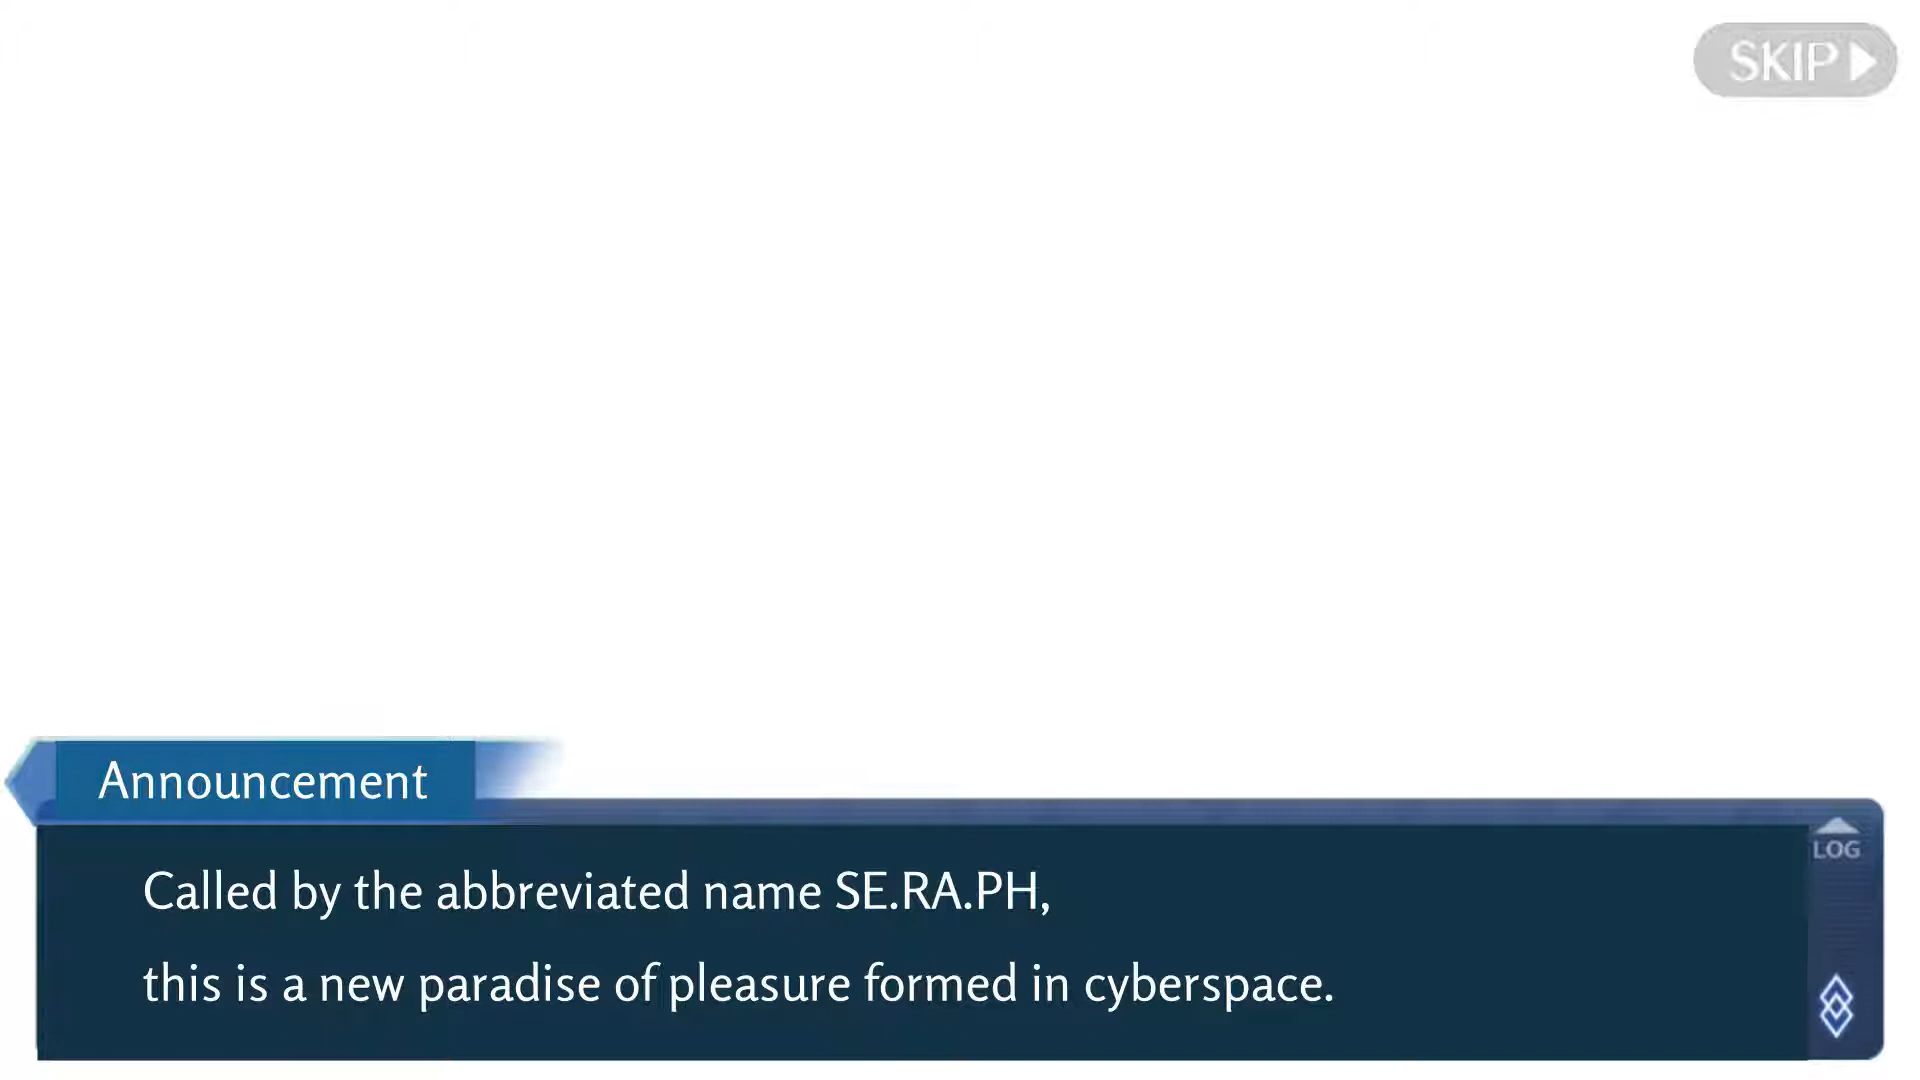 SKIP
Announcement
LOG
Called by the abbreviated name SE.RA.PH,
this is a new paradise of pleasure formed in cyberspace.